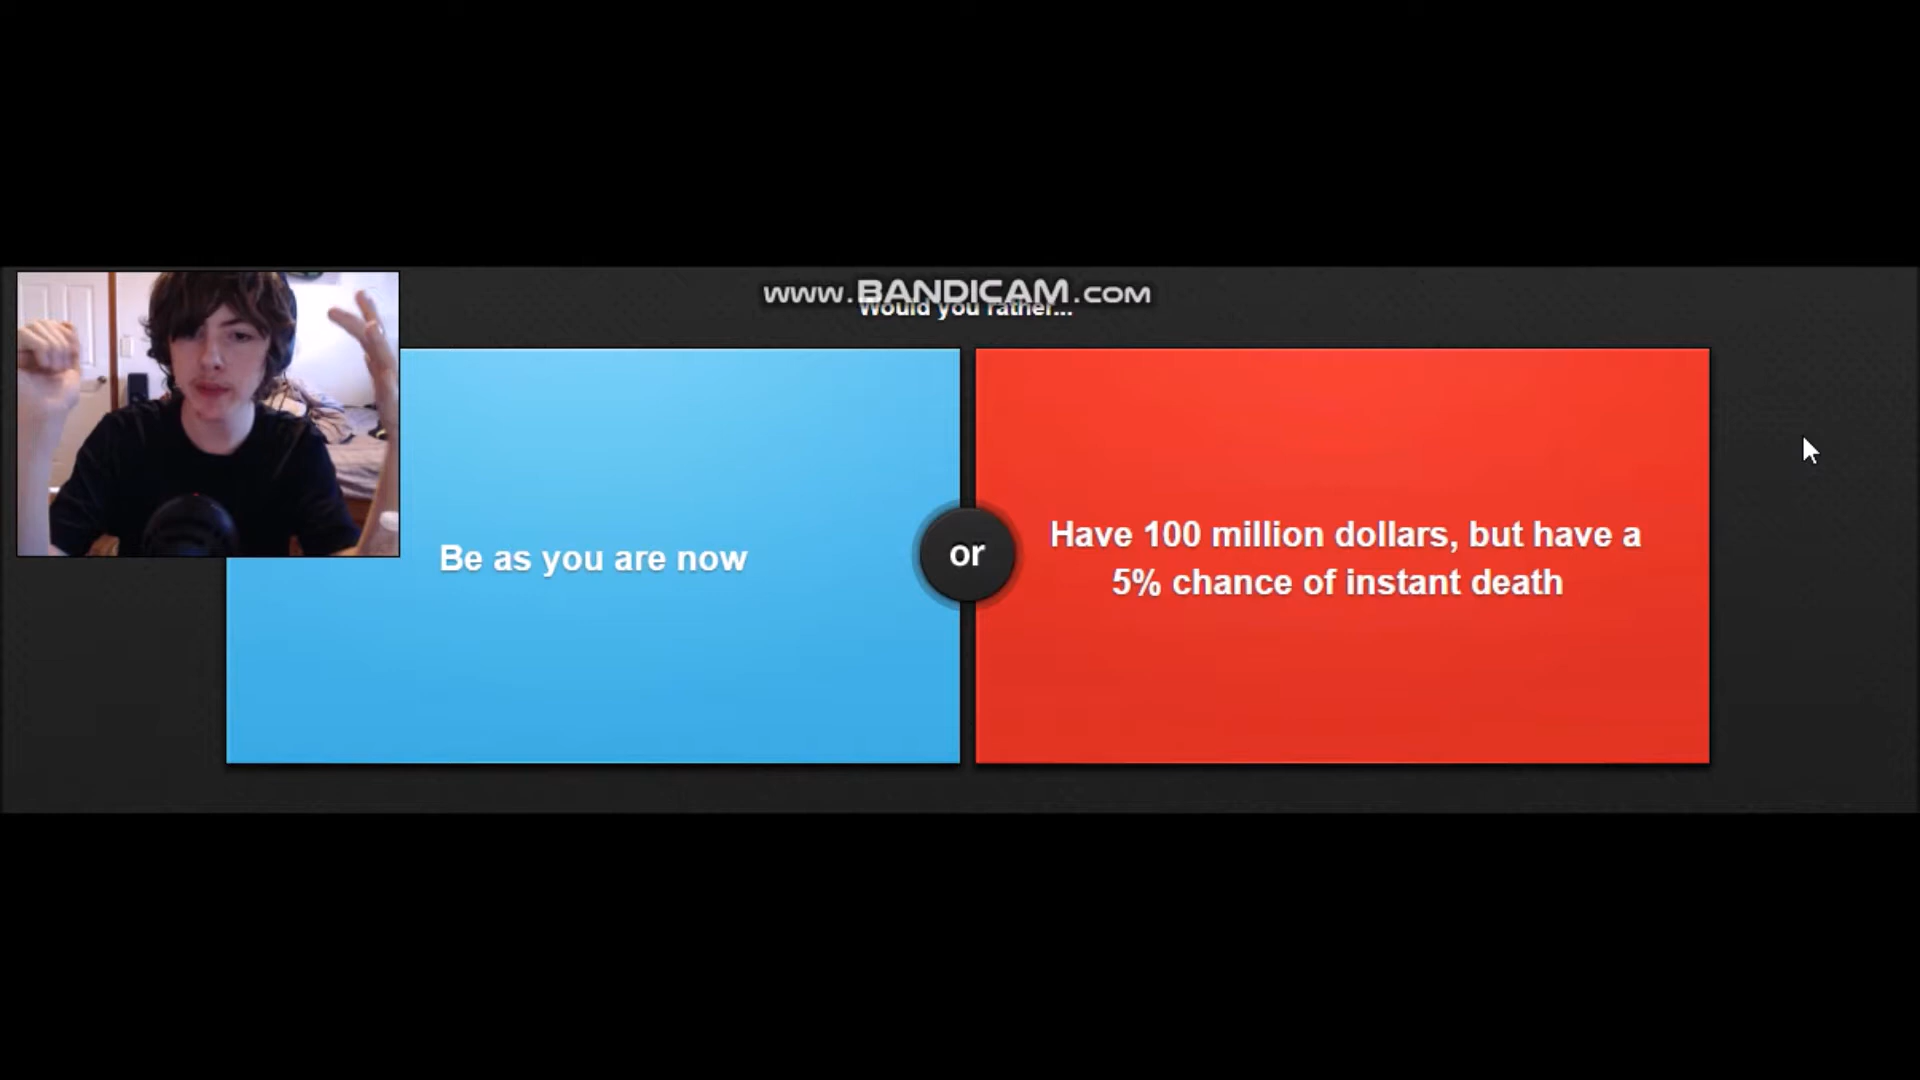 www.BANDICAM.com
Would you rather...
Be as you are now
or
Have 100 million dollars, but have a
5% chance of instant death